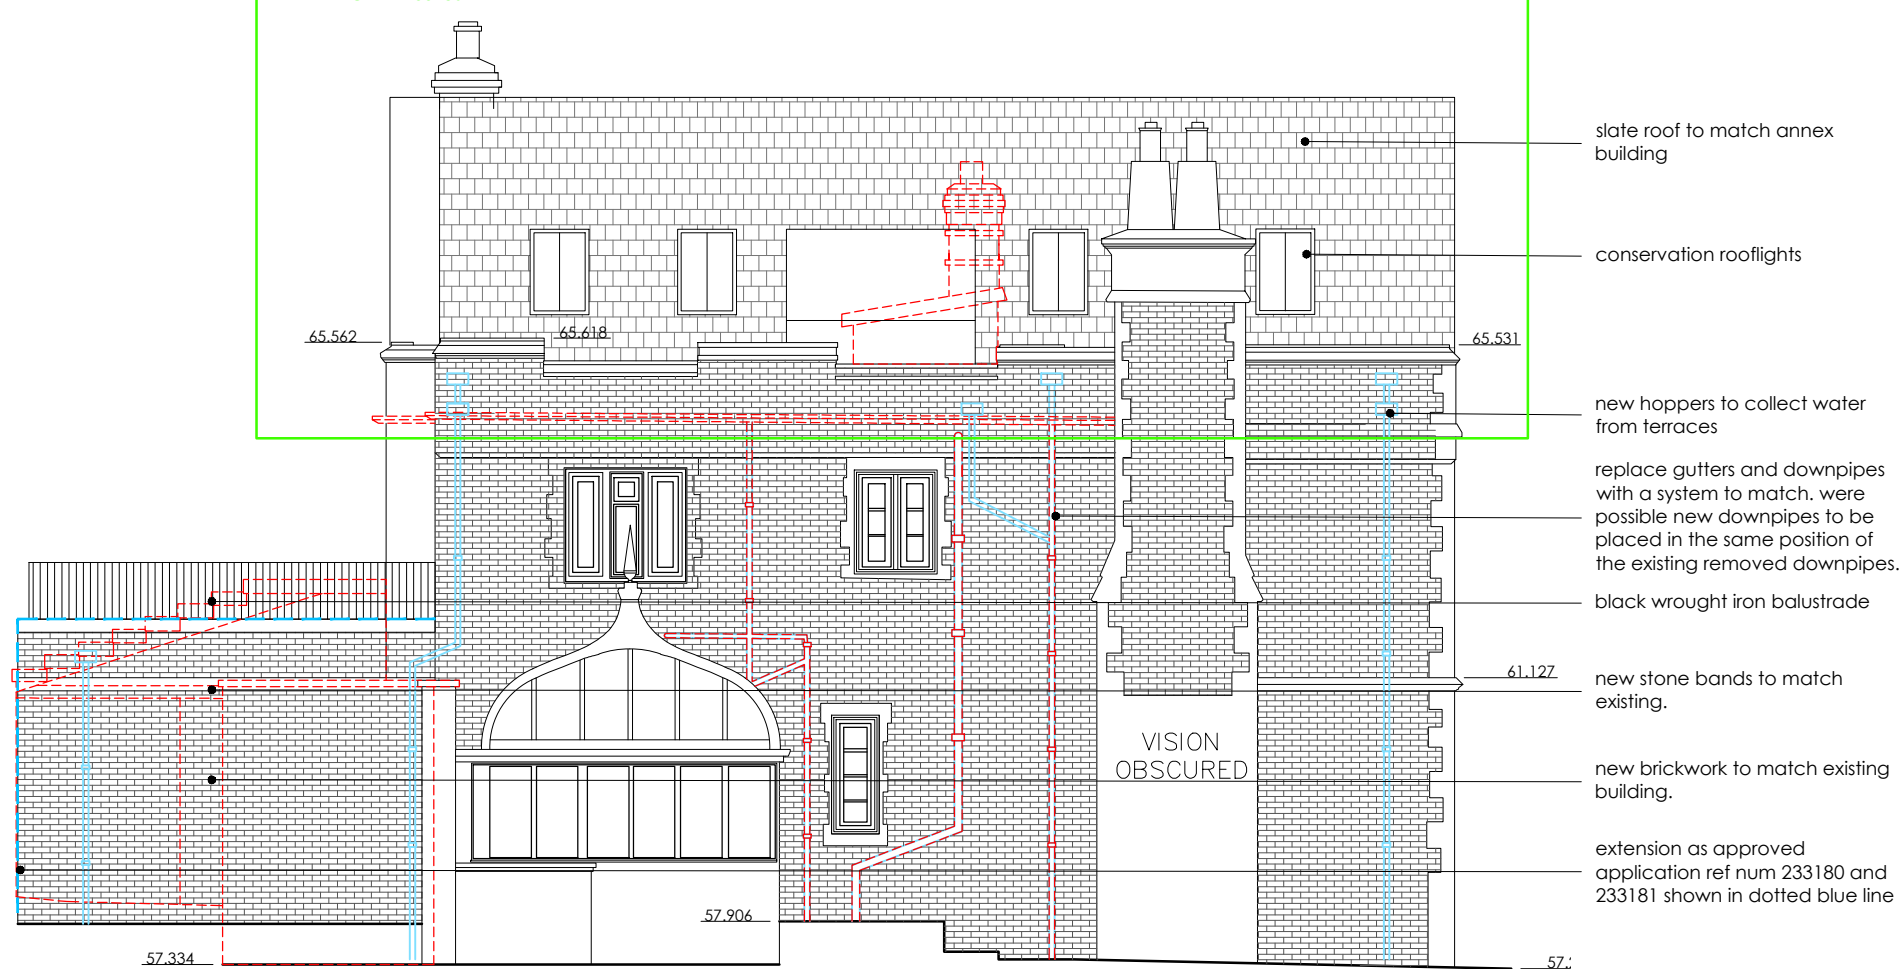 slate roof to match annex
building
conservation rooflights
65.562
65.618
65.531
new hoppers to collect water
from terraces
replace gutters and downpipes
with a system to match. were
possible new downpipes to be
placed in the same position of
the existing removed downpipes.
black wrought iron balustrade
61.127
new stone bands to match
existing.
VISION
OBSCURED
new brickwork to match existing
building.
extension as approved
application ref num 233180 and
233181 shown in dotted blue line
57.906
57.334